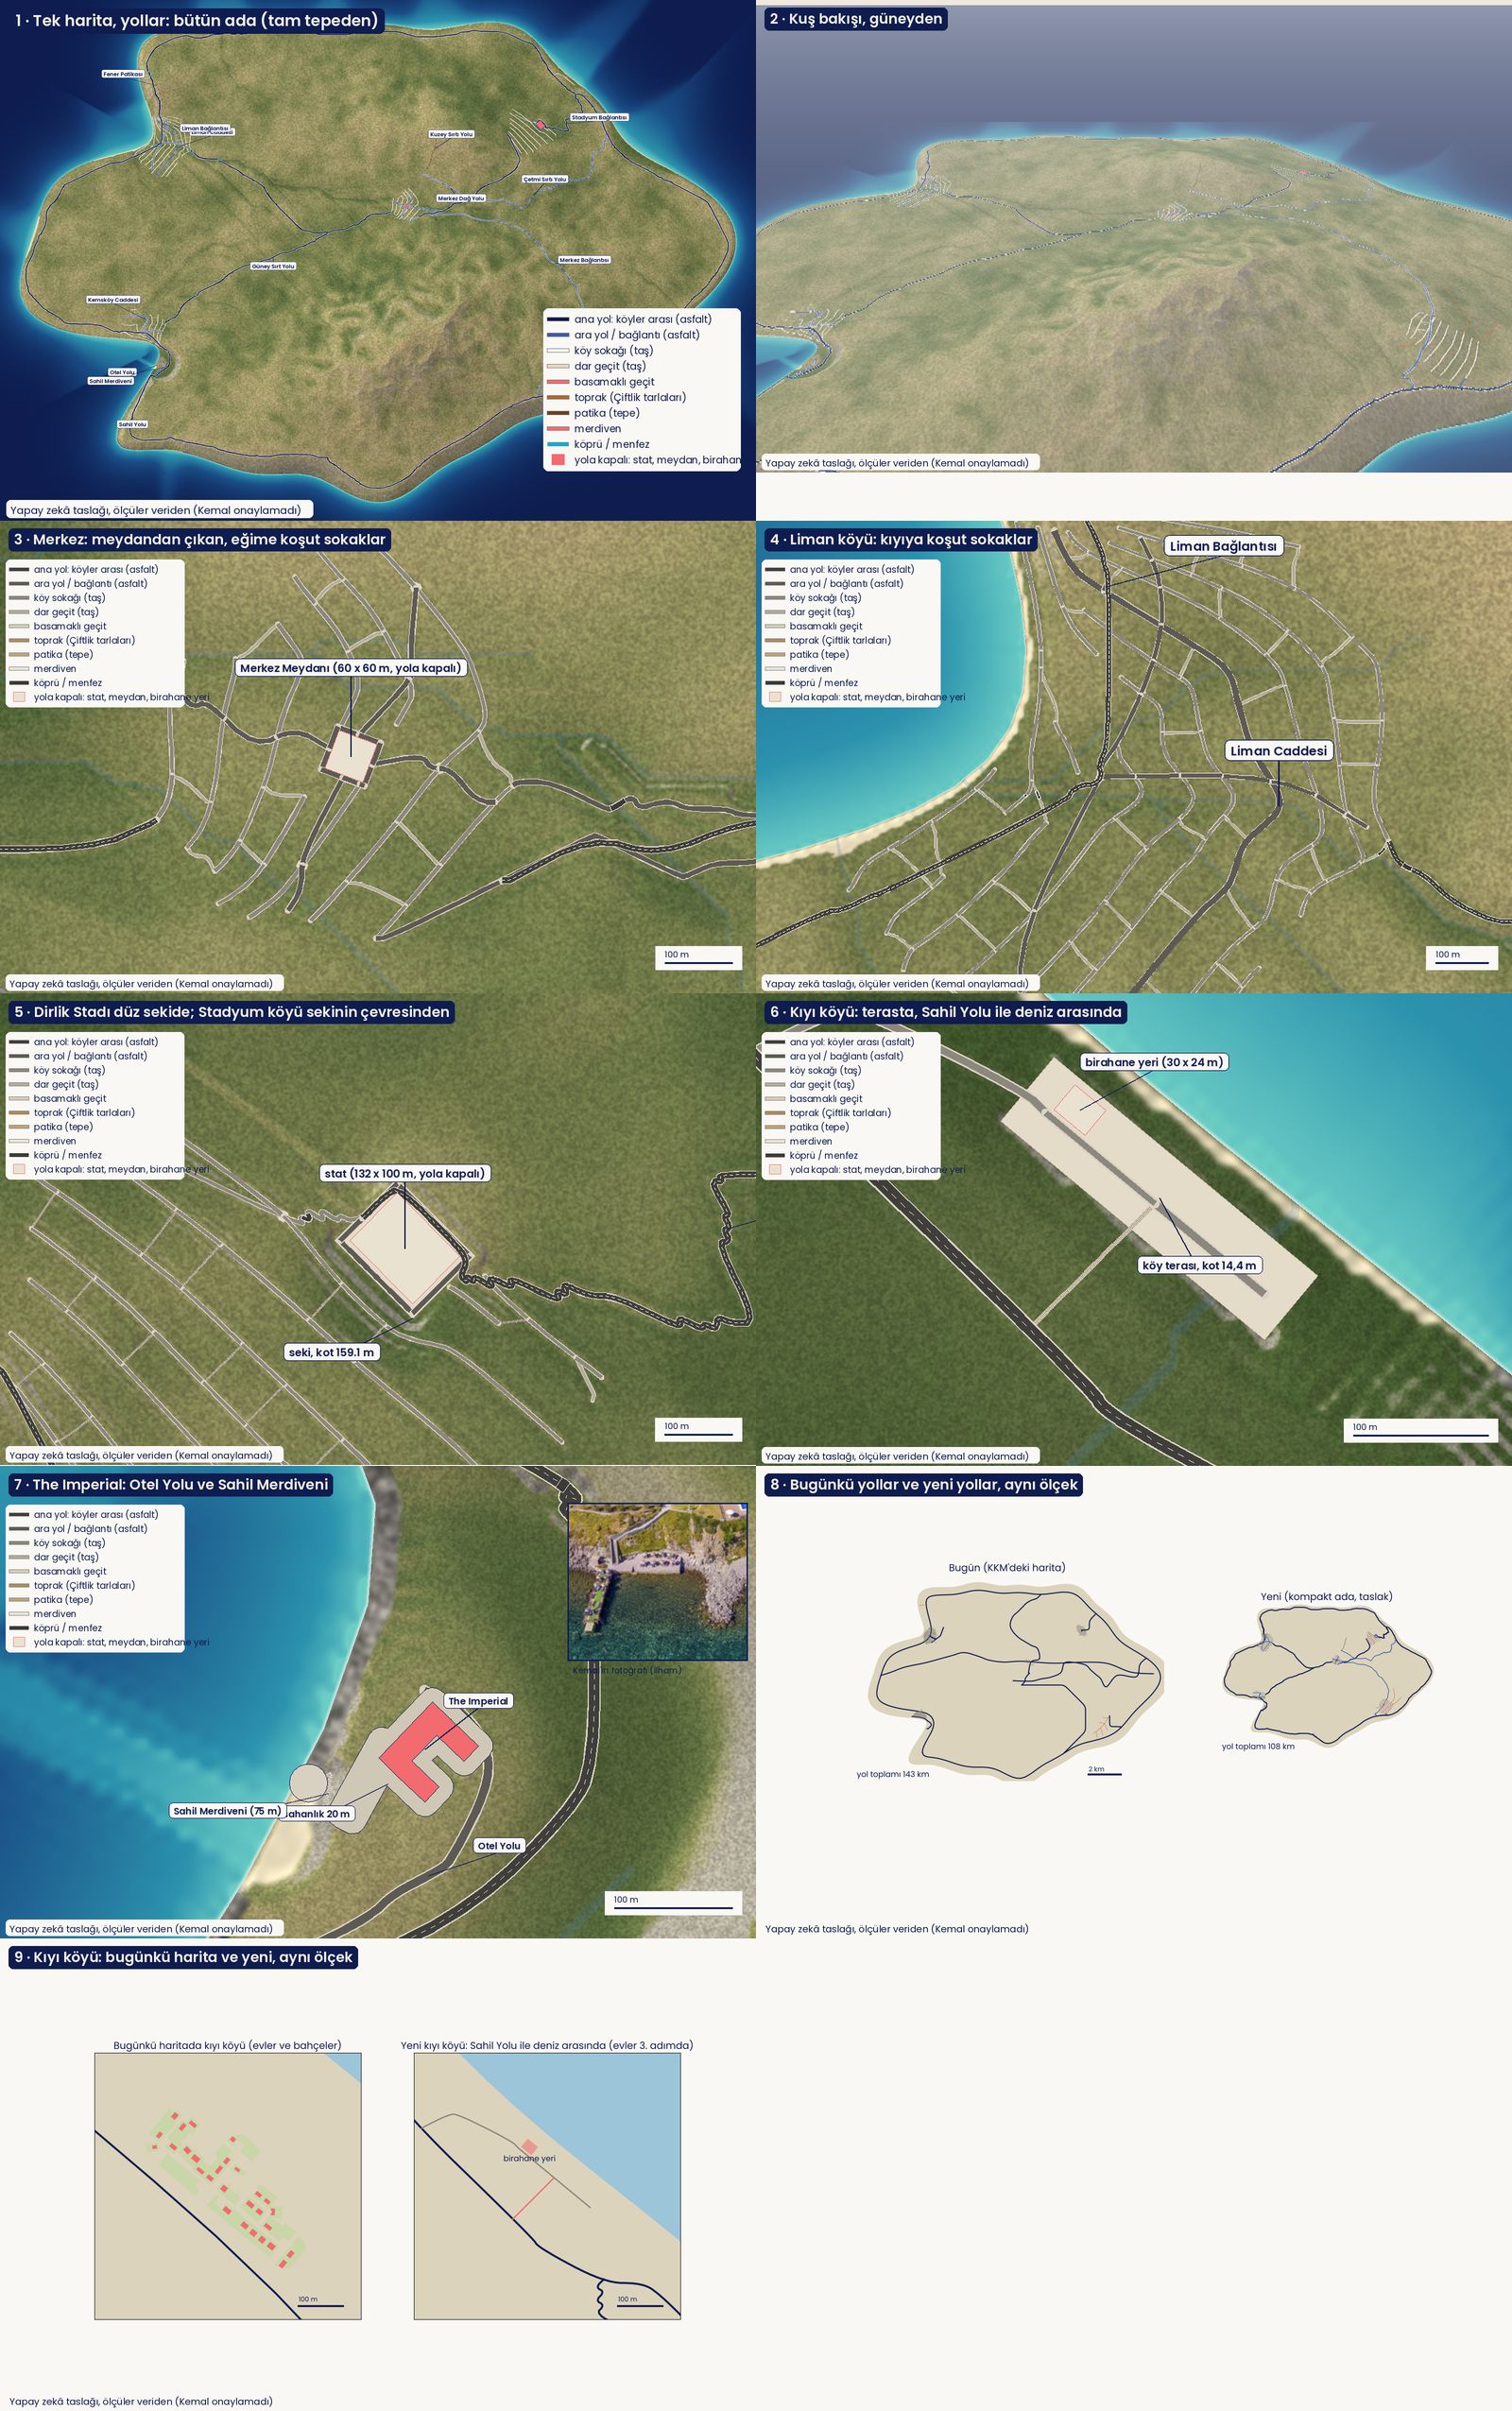 1 · Tek harita, yollar: bütün ada (tam tepeden)
Fener Patikası
Liman Bağlantısı
Kuzey Sırtı Yolu
Stadyum Bağlantısı
Çetmi Sırtı Yolu
Merkez Dağ Yolu
Merkez Bağlantısı
Güney Sırt Yolu
Kemsköy Caddesi
Otel Yolu
Sahil Merdiveni
Sahil Yolu
ana yol: köyler arası (asfalt)
ara yol / bağlantı (asfalt)
köy sokağı (taş)
dar geçit (taş)
basamaklı geçit
toprak (Çiftlik tarlaları)
patika (tepe)
merdiven
köprü / menfez
yola kapalı: stat, meydan, birahan
Yapay zekâ taslağı, ölçüler veriden (Kemal onaylamadı)
2 · Kuş bakışı, güneyden
Yapay zekâ taslağı, ölçüler veriden (Kemal onaylamadı)
3 · Merkez: meydandan çıkan, eğime koşut sokaklar
ana yol: köyler arası (asfalt)
ara yol / bağlantı (asfalt)
köy sokağı (taş)
dar geçit (taş)
basamaklı geçit
toprak (Çiftlik tarlaları)
patika (tepe)
merdiven
köprü / menfez
yola kapalı: stat, meydan, birahane yeri
Merkez Meydanı (60 x 60 m, yola kapalı)
100 m
Yapay zekâ taslağı, ölçüler veriden (Kemal onaylamadı)
4 · Liman köyü: kıyıya koşut sokaklar
ana yol: köyler arası (asfalt)
ara yol / bağlantı (asfalt)
köy sokağı (taş)
dar geçit (taş)
basamaklı geçit
toprak (Çiftlik tarlaları)
patika (tepe)
merdiven
köprü / menfez
yola kapalı: stat, meydan, birahane yeri
Liman Bağlantısı
Liman Caddesi
100 m
Yapay zekâ taslağı, ölçüler veriden (Kemal onaylamadı)
5 · Dirlik Stadı düz sekide; Stadyum köyü sekinin çevresinden
ana yol: köyler arası (asfalt)
ara yol / bağlantı (asfalt)
köy sokağı (taş)
dar geçit (taş)
basamaklı geçit
toprak (Çiftlik tarlaları)
patika (tepe)
merdiven
köprü / menfez
yola kapalı: stat, meydan, birahane yeri
stat (132 x 100 m, yola kapalı)
seki, kot 159.1 m
100 m
Yapay zekâ taslağı, ölçüler veriden (Kemal onaylamadı)
6 · Kıyı köyü: terasta, Sahil Yolu ile deniz arasında
ana yol: köyler arası (asfalt)
ara yol / bağlantı (asfalt)
köy sokağı (taş)
dar geçit (taş)
basamaklı geçit
toprak (Çiftlik tarlaları)
patika (tepe)
merdiven
köprü / menfez
yola kapalı: stat, meydan, birahane yeri
birahane yeri (30 x 24 m)
köy terası, kot 14,4 m
100 m
Yapay zekâ taslağı, ölçüler veriden (Kemal onaylamadı)
7 · The Imperial: Otel Yolu ve Sahil Merdiveni
ana yol: köyler arası (asfalt)
ara yol / bağlantı (asfalt)
köy sokağı (taş)
dar geçit (taş)
basamaklı geçit
toprak (Çiftlik tarlaları)
patika (tepe)
merdiven
köprü / menfez
yola kapalı: stat, meydan, birahane yeri
Kemal'in fotoğrafı (ilham)
The Imperial
Sahil Merdiveni (75 m)
sahanlık 20 m
Otel Yolu
100 m
Yapay zekâ taslağı, ölçüler veriden (Kemal onaylamadı)
8 · Bugünkü yollar ve yeni yollar, aynı ölçek
Bugün (KKM'deki harita)
Yeni (kompakt ada, taslak)
yol toplamı 143 km
2 km
yol toplamı 108 km
Yapay zekâ taslağı, ölçüler veriden (Kemal onaylamadı)
9 · Kıyı köyü: bugünkü harita ve yeni, aynı ölçek
Bugünkü haritada kıyı köyü (evler ve bahçeler)
100 m
Yeni kıyı köyü: Sahil Yolu ile deniz arasında (evler 3. adımda)
birahane yeri
100 m
Yapay zekâ taslağı, ölçüler veriden (Kemal onaylamadı)